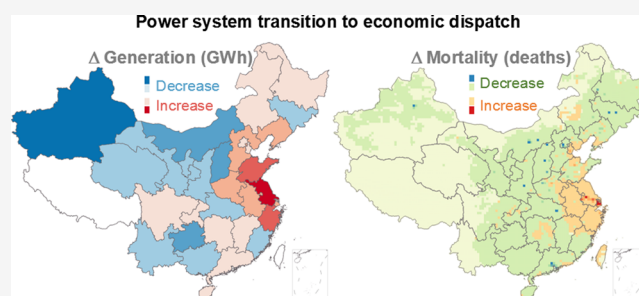 Power system transition to economic dispatch
Δ Generation (GWh)
Decrease
Increase
Δ Mortality (deaths)
Decrease
Increase